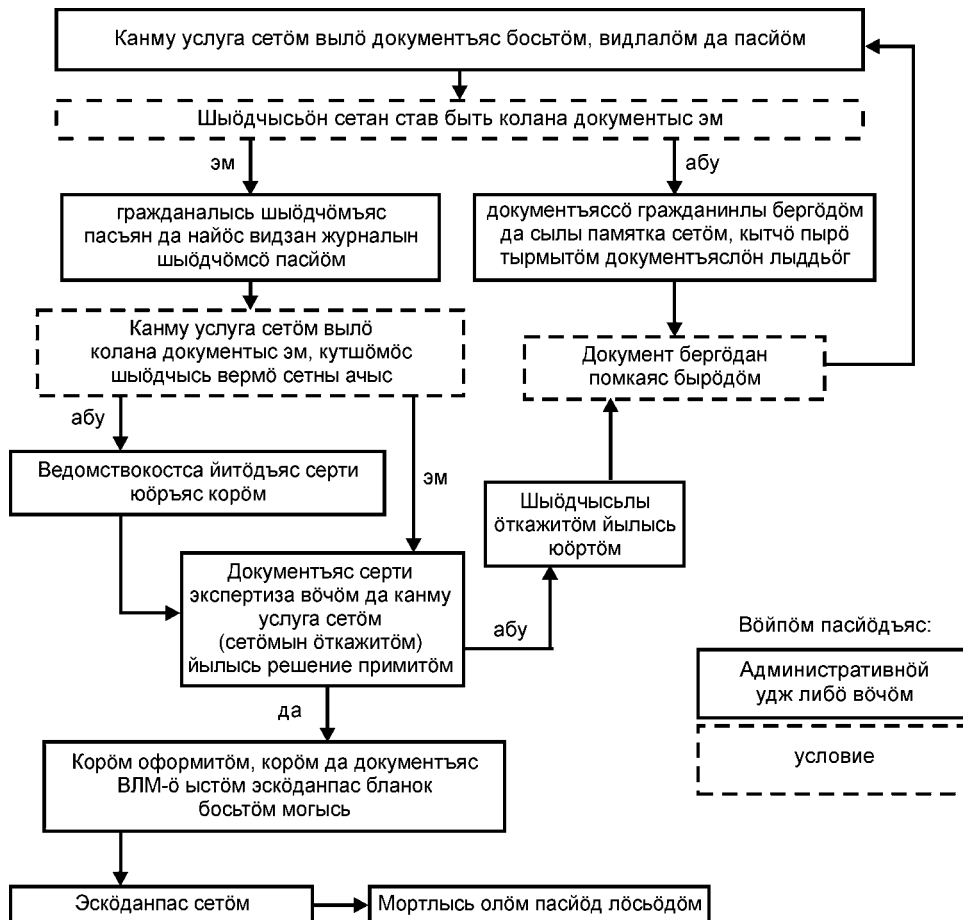 Канму услуга сетӧм вылӧ документъяс босьтӧм, видлалӧм да пасйӧм
Шыӧдчысьӧн сетан став быть колана документыс эм
эм
абу
гражданалысь шыӧдчӧмъяс
пасъян да найӧс видзан журналын
шыӧдчӧмсӧ пасйӧм
документъяссӧ гражданинлы бергӧдӧм
да сылы памятка сетӧм, кытчӧ пырӧ
тырмытӧм документъяслӧн лыддьӧг
Канму услуга сетӧм вылӧ
колана документыс эм, кутшӧмӧс
шыӧдчысь вермӧ сетны ачыс
Документ бергӧдан
помкаяс бырӧдӧм
абу
эм
Ведомствокостса йитӧдъяс серти
юӧръяс корӧм
Шыӧдчысьлы
ӧткажитӧм йылысь
юӧртӧм
Документъяс серти
экспертиза вӧчӧм да канму
услуга сетӧм
(сетӧмын ӧткажитӧм)
йылысь решение примитӧм
абу
да
Вӧйпӧм пасйӧдъяс:
Административнӧй
удж либӧ вӧчӧм
условие
Корӧм оформитӧм, корӧм да документъяс
ВЛМ-ӧ ыстӧм эскӧданпас бланок
босьтӧм могысь
Эскӧданпас сетӧм
Мортлысь олӧм пасйӧд лӧсьӧдӧм